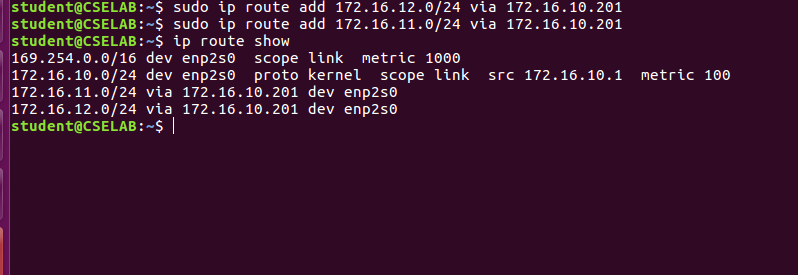 student@CSELAB:~$ sudo ip route add 172.16.12.0/24 via 172.16.10.201
student@CSELAB:~$ sudo ip route add 172.16.11.0/24 via 172.16.10.201
student@CSELAB:~$ ip route show
169.254.0.0/16 dev enp2s0  scope link  metric 1000
172.16.10.0/24 dev enp2s0  proto kernel  scope link  src 172.16.10.1  metric 100
172.16.11.0/24 via 172.16.10.201 dev enp2s0
172.16.12.0/24 via 172.16.10.201 dev enp2s0
student@CSELAB:~$